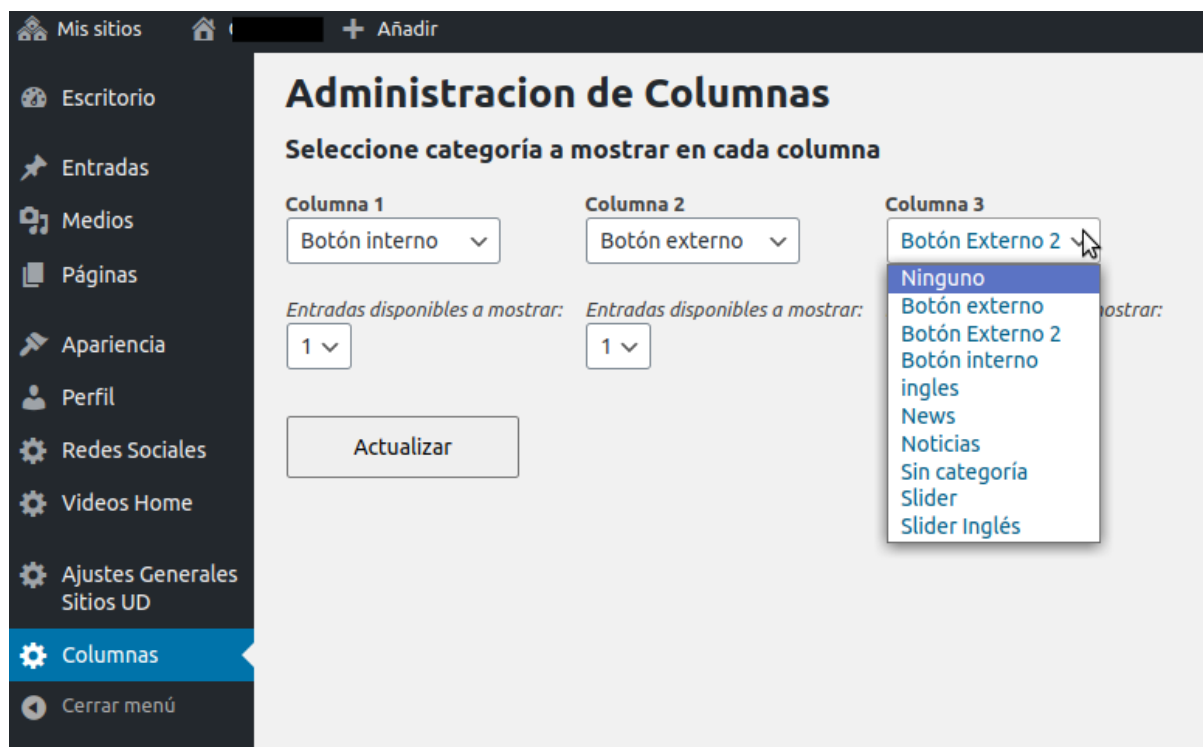 Mis sitios
Añadir
Escritorio
Entradas
Medios
Páginas
Apariencia
Perfil
Redes Sociales
Videos Home
Ajustes Generales
Sitios UD
Columnas
Cerrar menú
Administracion de Columnas
Seleccione categoría a mostrar en cada columna
Columna 1
Botón interno
Entradas disponibles a mostrar:
1
Columna 2
Botón externo
Entradas disponibles a mostrar:
1
Columna 3
Botón Externo 2
Ninguno
Botón externo
Botón Externo 2
Botón interno
ingles
News
Noticias
Sin categoría
Slider
Slider Inglés
Actualizar